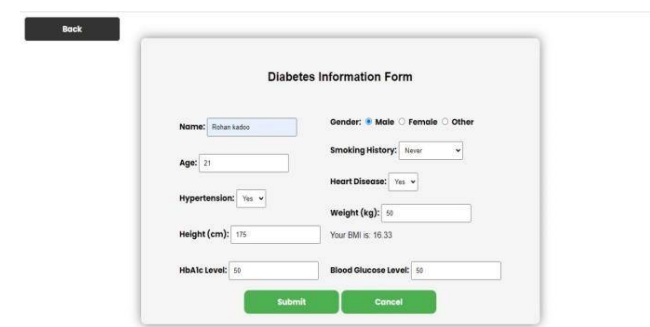 Back
Diabetes Information Form
Name: Rohan kadoo
Gender: Male Female Other
Smoking History: Never
Age: 21
Heart Disease: Yes
Hypertension: Yes
Weight (kg): 50
Height (cm): 175
Your BMI is: 16.33
HbA1c Level: 50
Blood Glucose Level: 50
Submit
Cancel